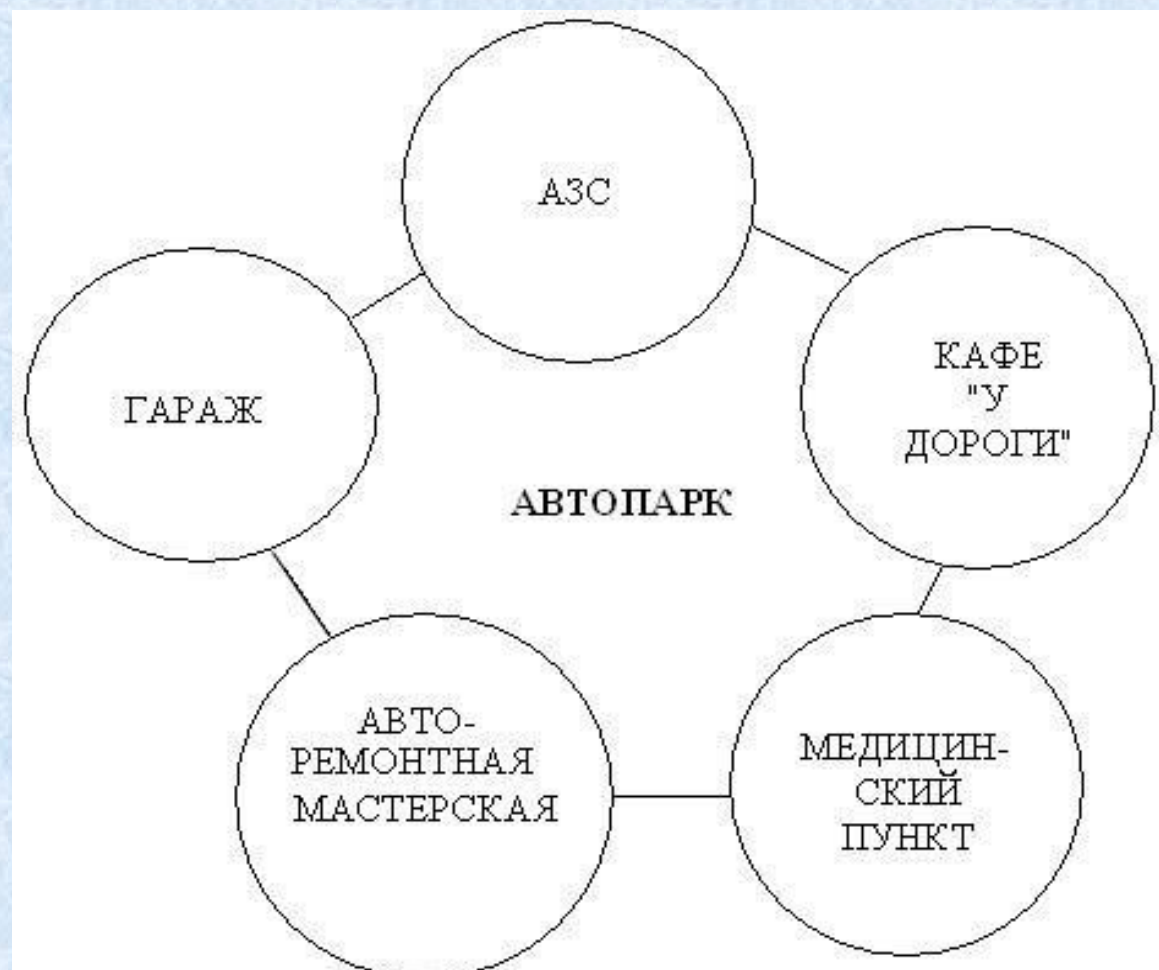 АЗС
КАФЕ
"У
ДОРОГИ"
ГАРАЖ
АВТОПАРК
АВТО-
РЕМОНТНАЯ
МАСТЕРСКАЯ
МЕДИЦИН-
СКИЙ
ПУНКТ